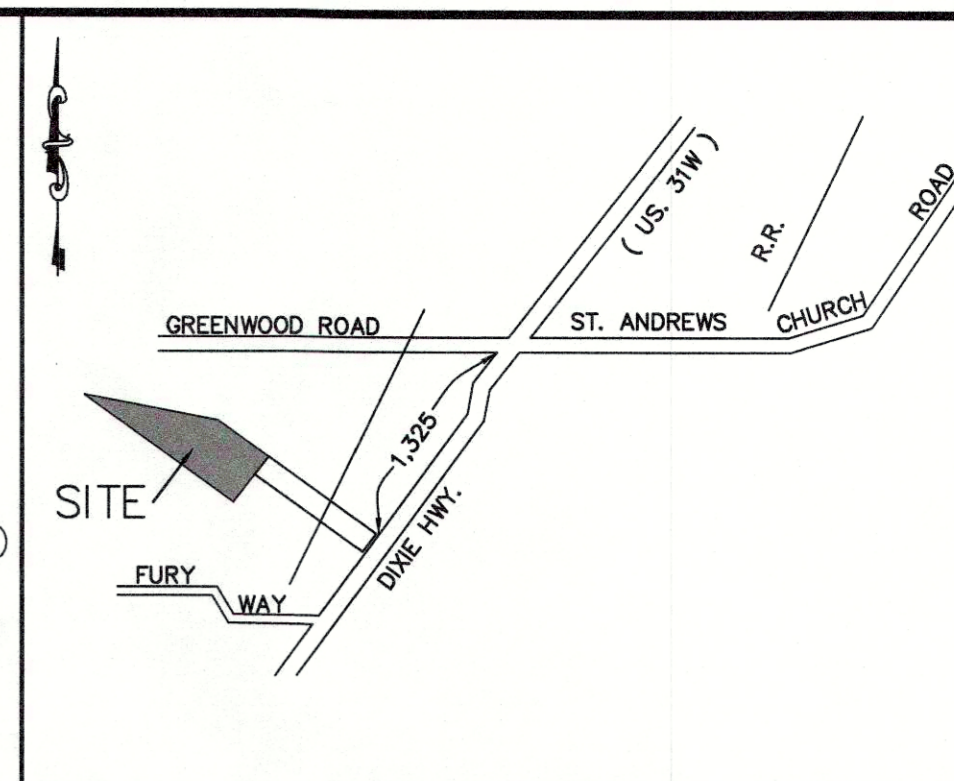 ( US. 31W )
R.R.
ROAD
GREENWOOD ROAD
ST. ANDREWS
CHURCH
1,325
SITE
DIXIE HWY.
FURY
WAY